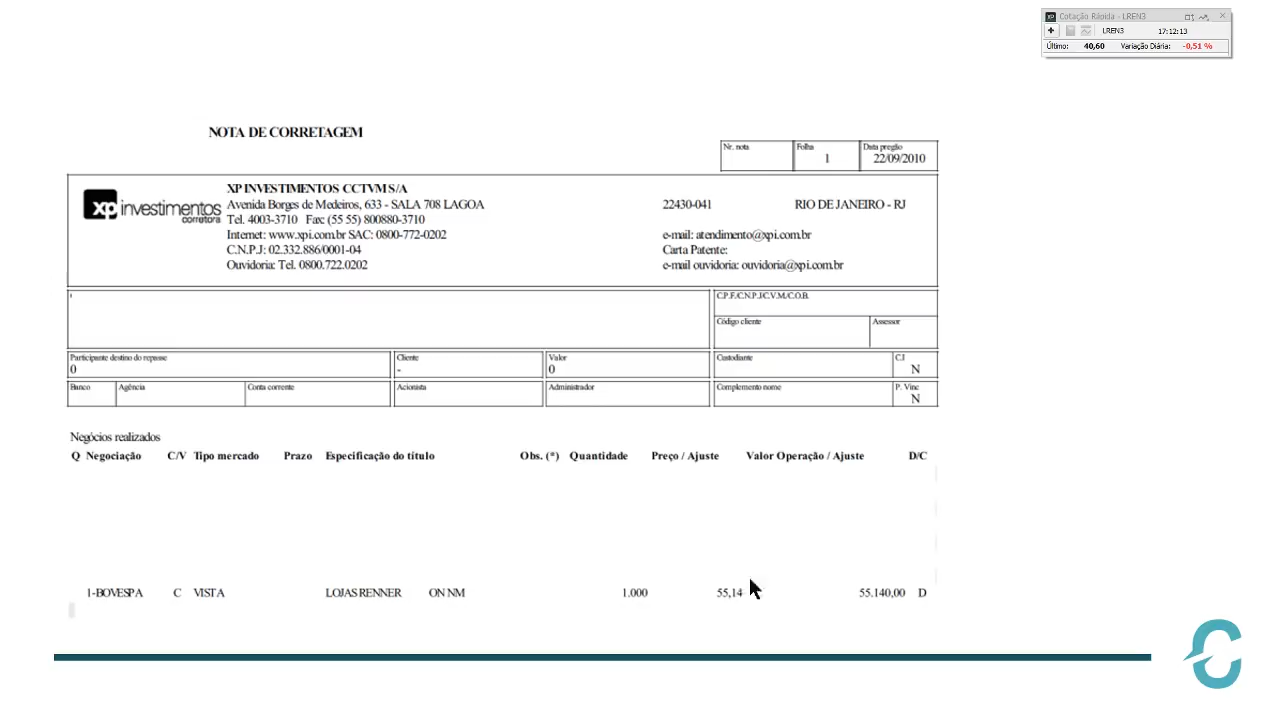 Cotação Rápida - LREN3
LREN3 17:12:13
Último: 40,60 Variação Diária: -0,51 %
NOTA DE CORRETAGEM
Nr. nota Folha Data pregão
1 22/09/2010
XP INVESTIMENTOS CCTVM S/A
xp investimentos corretora
Avenida Borges de Medeiros, 633 - SALA 708 LAGOA 22430-041 RIO DE JANEIRO - RJ
Tel. 4003-3710 Fax: (55 55) 800880-3710
Internet: www.xpi.com.br SAC: 0800-772-0202 e-mail: atendimento@xpi.com.br
C.N.P.J: 02.332.886/0001-04 Carta Patente:
Ouvidoria: Tel. 0800.722.0202 e-mail ouvidoria: ouvidoria@xpi.com.br
C.P.F./C.N.P.J/C.V.M./C.O.B.
Código cliente Assessor
Participante destino do repasse Cliente Valor Custodiante C.I
0 - 0 N
Banco Agência Conta corrente Acionista Administrador Complemento nome P. Vinc
N
Negócios realizados
Q Negociação C/V Tipo mercado Prazo Especificação do título Obs. (*) Quantidade Preço / Ajuste Valor Operação / Ajuste D/C
1-BOVESPA C VISTA LOJAS RENNER ON NM 1.000 55,14 55.140,00 D